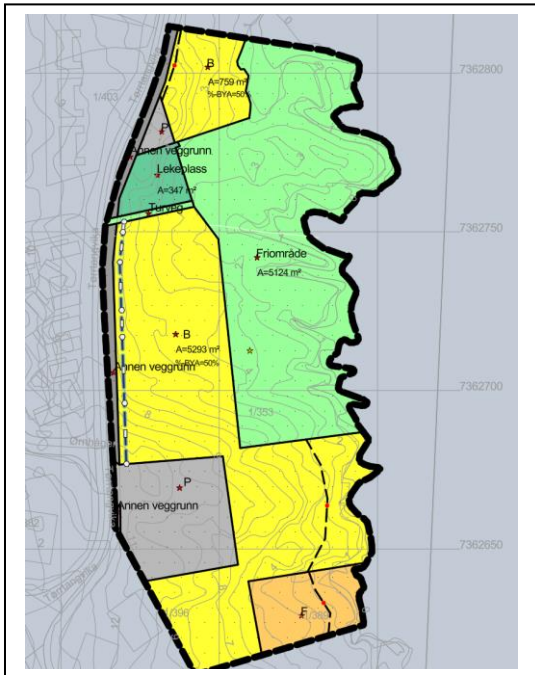 B
7362800
A=759 m²
%-BYA=50%
1/403
P
Annen veggrunn
Lekeplass
A=347 m²
Turveg
7362750
Friområde
A=5124 m²
B
A=5293 m²
%-BYA=50%
Annen veggrunn
7362700
1/353
P
Annen veggrunn
7362650
F
1/396